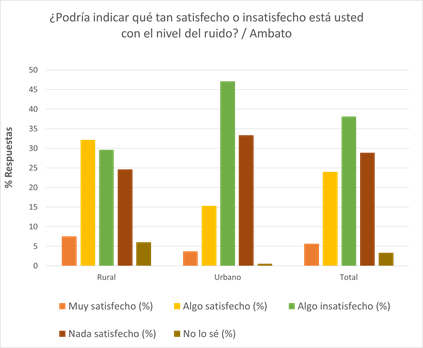 ¿Podría indicar qué tan satisfecho o insatisfecho está usted
con el nivel del ruido? / Ambato
% Respuestas
50
45
40
35
30
25
20
15
10
5
0
Rural Urbano Total
Muy satisfecho (%) Algo satisfecho (%) Algo insatisfecho (%)
Nada satisfecho (%) No lo sé (%)